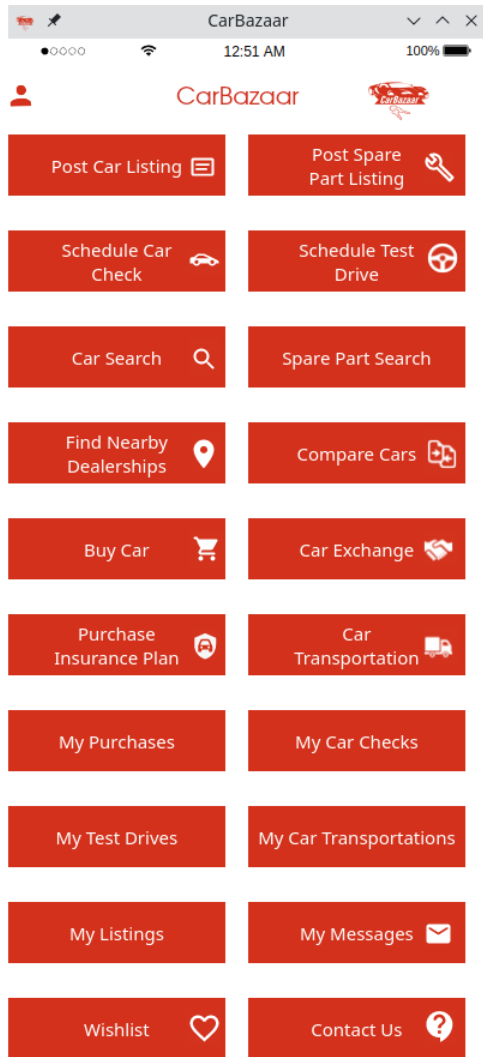 CarBazaar
12:51 AM
100%
CarBazaar
CarBazaar
Post Car Listing
Post Spare
Part Listing
Schedule Car
Check
Schedule Test
Drive
Car Search
Spare Part Search
Find Nearby
Dealerships
Compare Cars
Buy Car
Car Exchange
Purchase
Insurance Plan
Car
Transportation
My Purchases
My Car Checks
My Test Drives
My Car Transportations
My Listings
My Messages
Wishlist
Contact Us